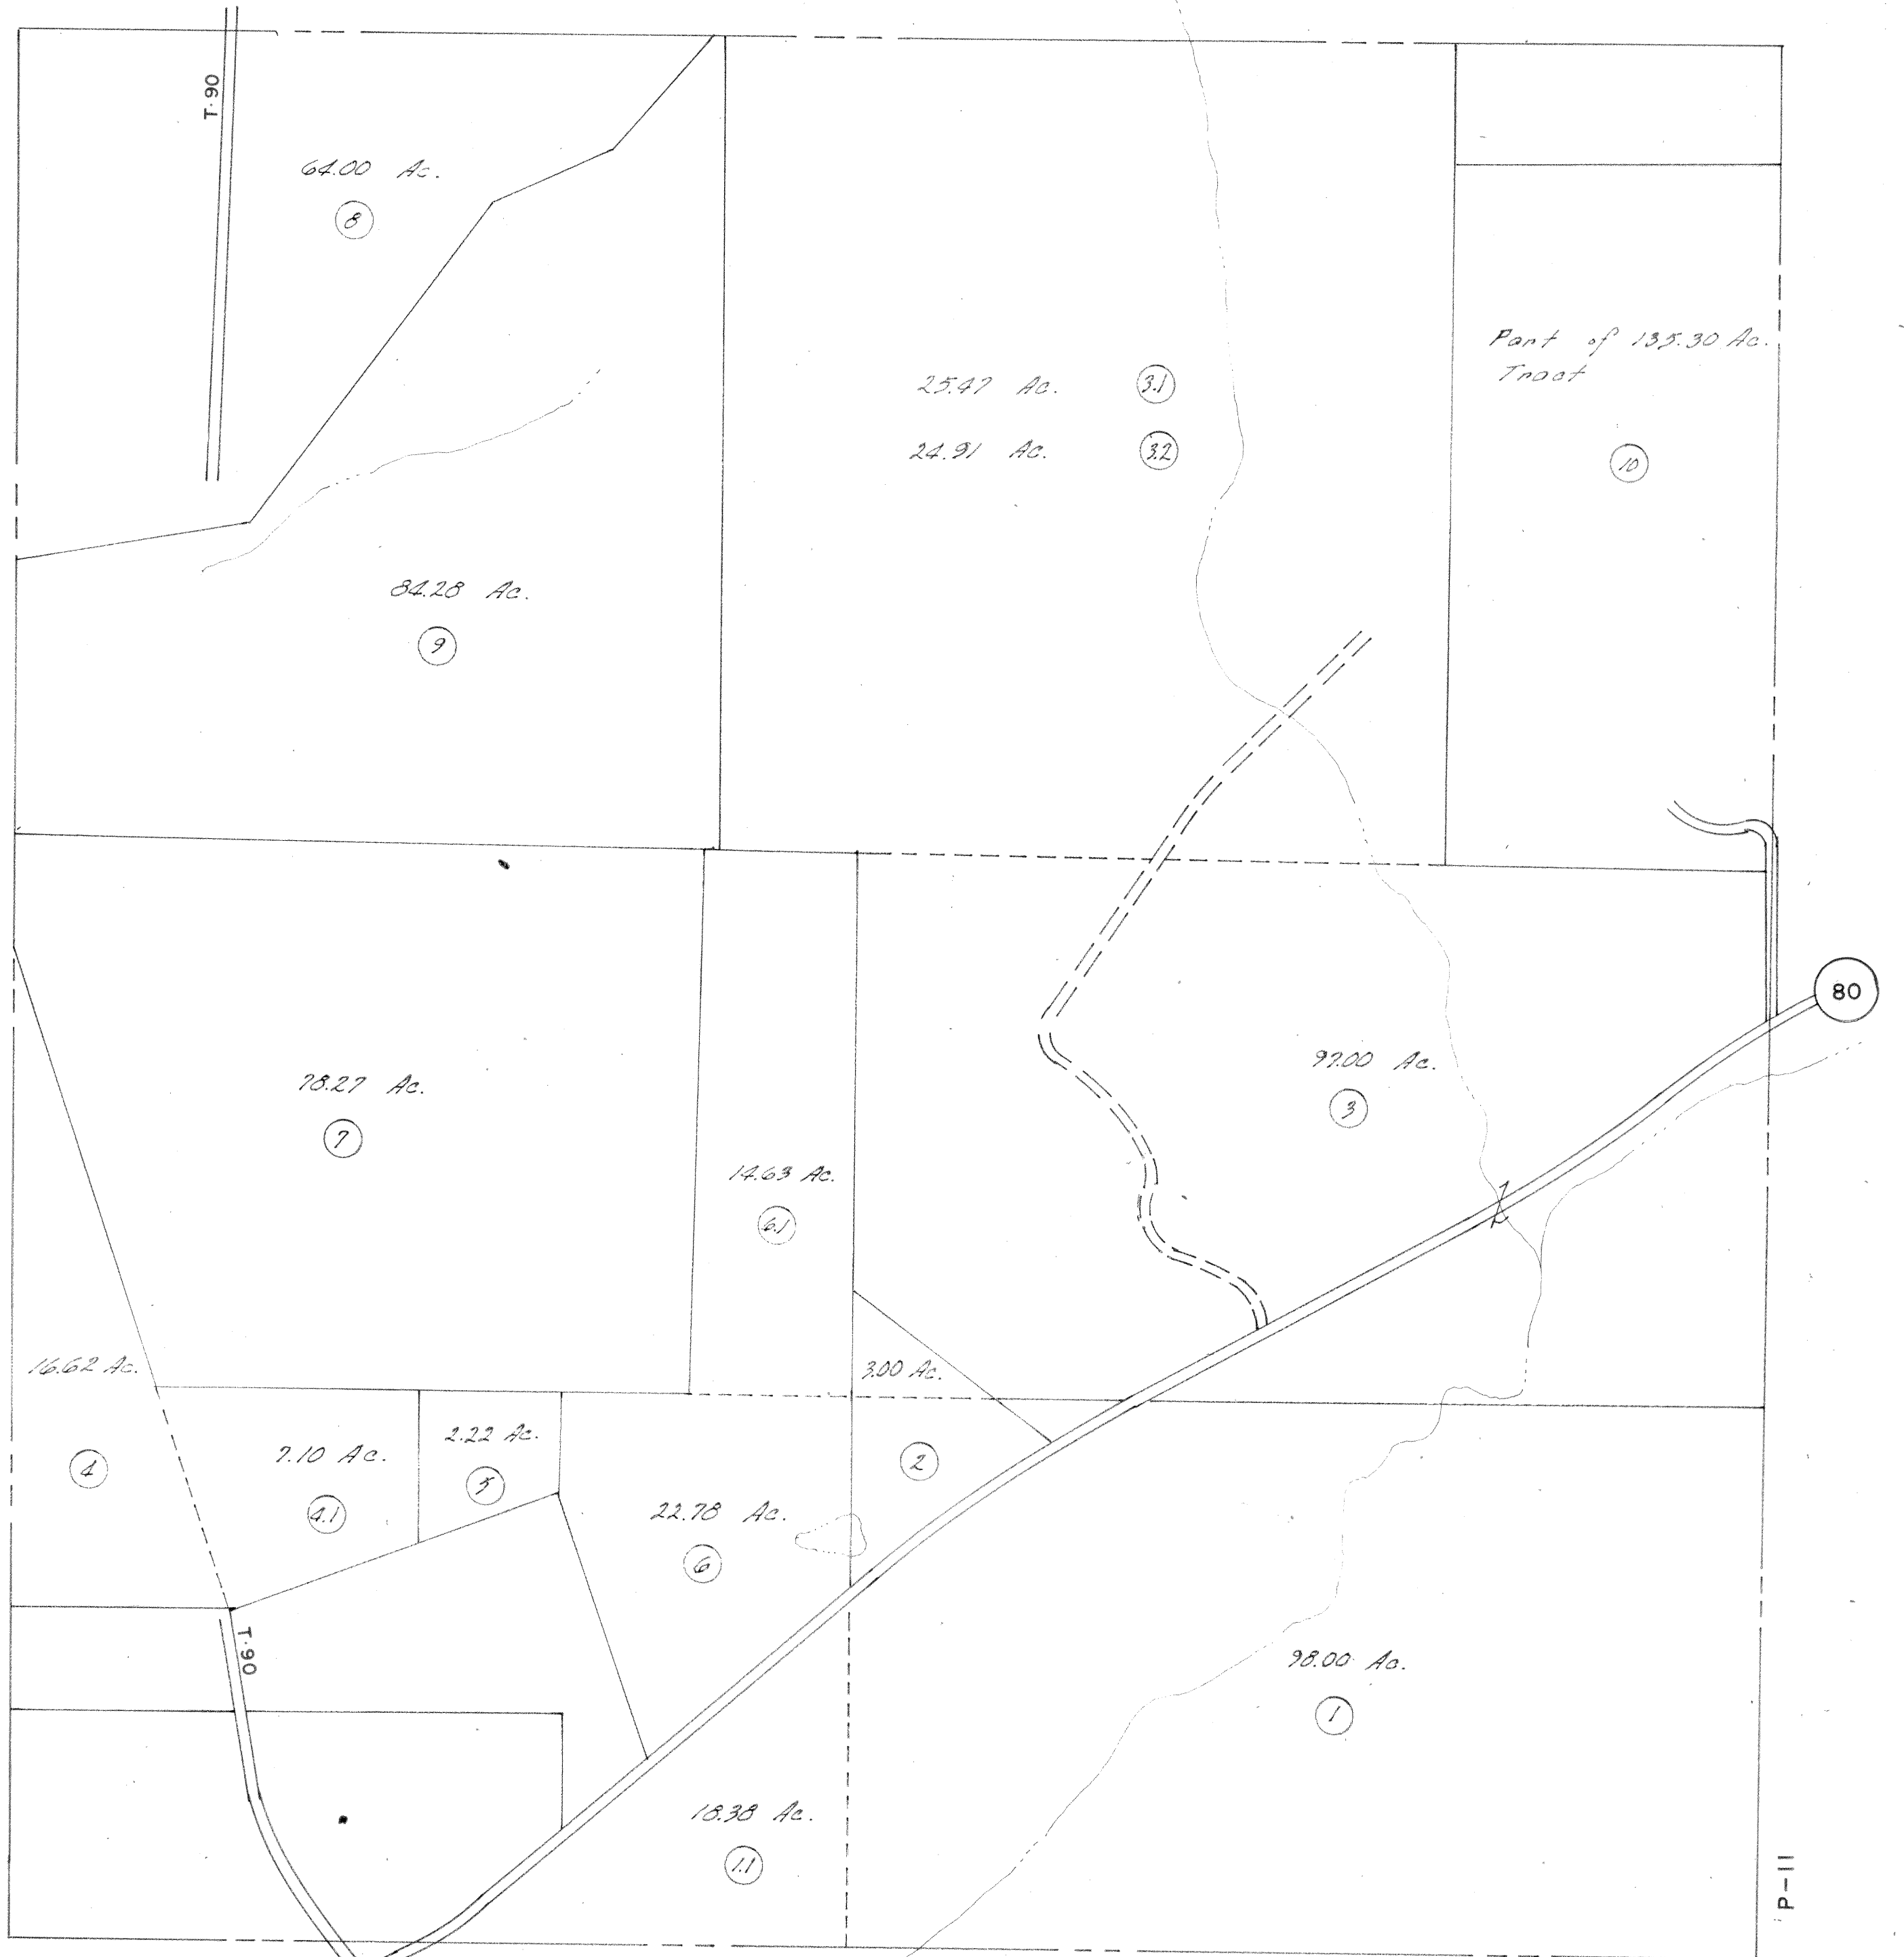 T-90
64.00 Ac.
8
Part of 135.30 Ac.
Tract
10
25.47 Ac. 3.1
24.91 Ac. 3.2
84.28 Ac.
9
80
97.00 Ac.
3
78.27 Ac.
7
14.63 Ac.
6.1
16.62 Ac.
4
3.00 Ac.
2
7.10 Ac.
4.1
2.22 Ac.
5
22.78 Ac.
6
T-90
98.00 Ac.
1
18.38 Ac.
1.1
P-11